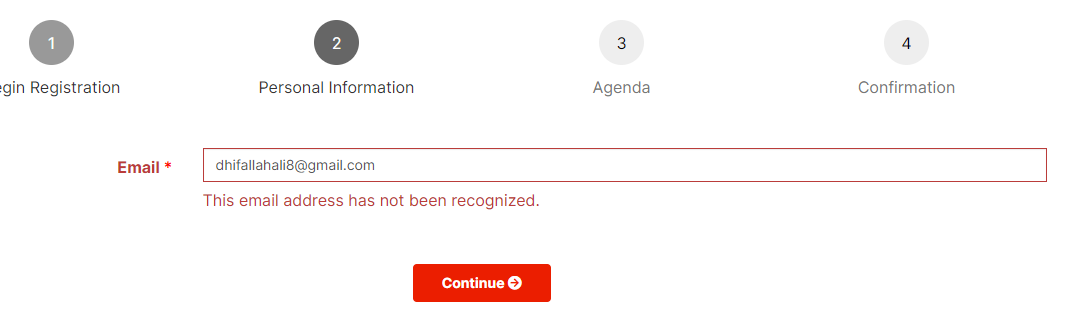 1
2
3
4
egin Registration
Personal Information
Agenda
Confirmation
Email *
dhifallahali8@gmail.com
This email address has not been recognized.
Continue